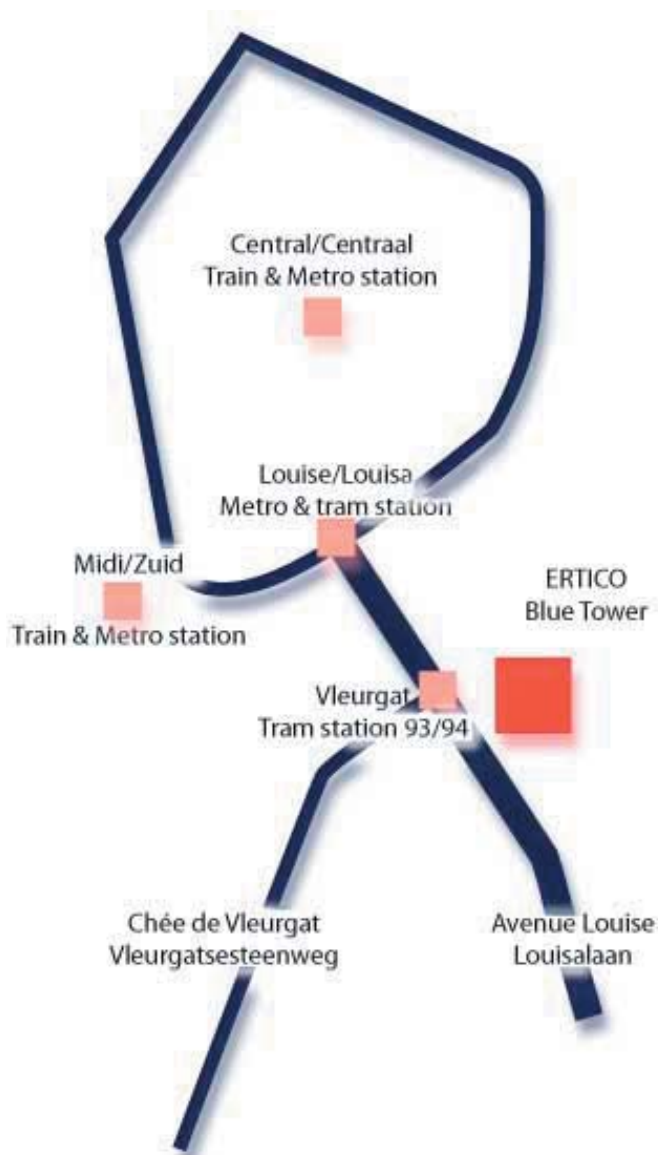 Central/Centraal
Train & Metro station
Louise/Louisa
Metro & tram station
Midi/Zuid
Train & Metro station
ERTICO
Blue Tower
Vleurgat
Tram station 93/94
Chée de Vleurgat
Vleurgatsesteenweg
Avenue Louise
Louisalaan